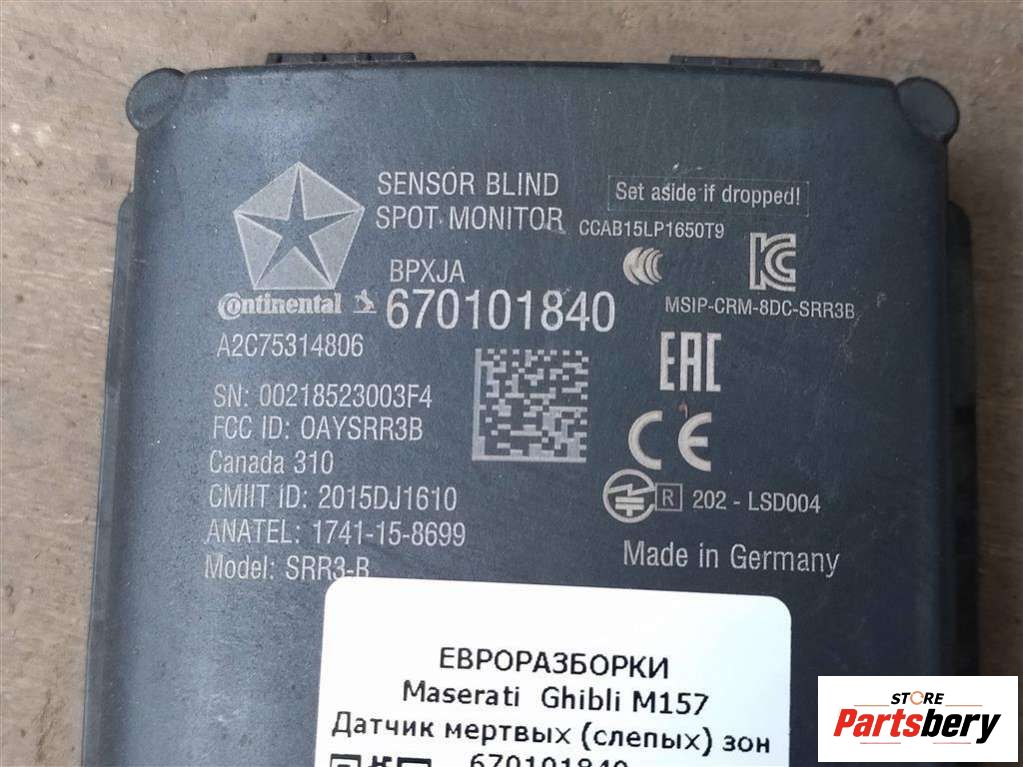 SENSOR BLIND
SPOT MONITOR
Set aside if dropped!
CCAB15LP1650T9
BPXJA
Continental
670101840
CCC
MSIP-CRM-8DC-SRR3B
A2C75314806
EAC
SN: 00218523003F4
FCC ID: OAYSRR3B
CE
Canada 310
CMIIT ID: 2015DJ1610
R 202 - LSD004
ANATEL: 1741-15-8699
Made in Germany
Model: SRR3-B
ЕВРОРАЗБОРКИ
Maserati Ghibli M157
Датчик мертвых (слепых) зон
670101840
STORE
Partsbery